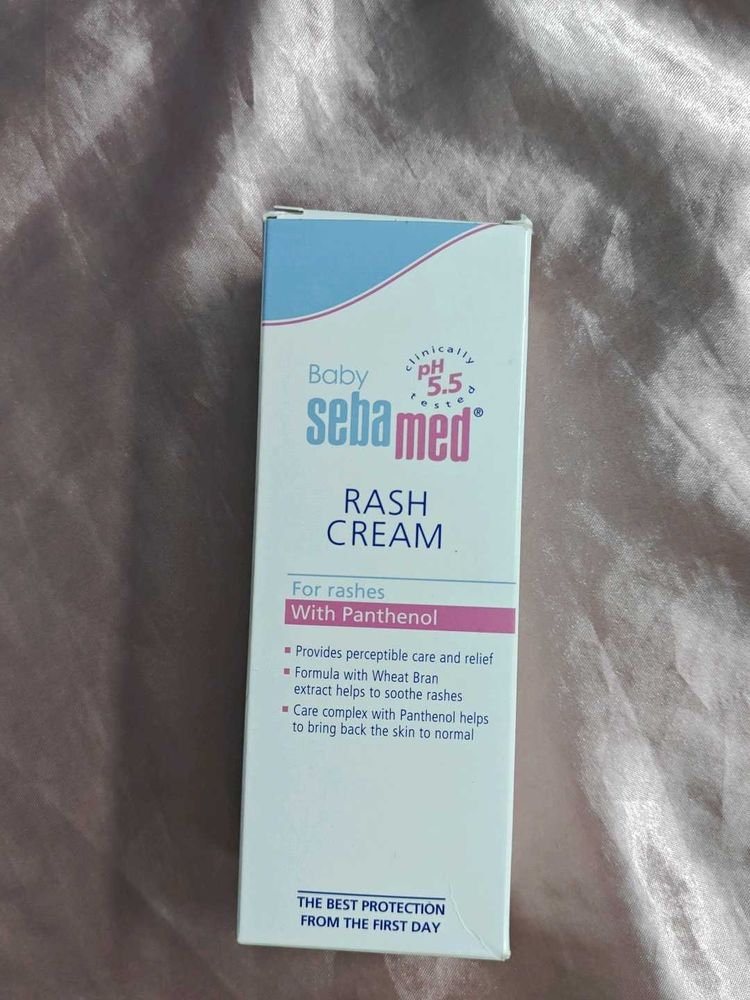 Baby
clinically
pH
5.5
tested
sebamed®
RASH
CREAM
For rashes
With Panthenol
Provides perceptible care and relief
Formula with Wheat Bran
extract helps to soothe rashes
Care complex with Panthenol helps
to bring back the skin to normal
THE BEST PROTECTION
FROM THE FIRST DAY